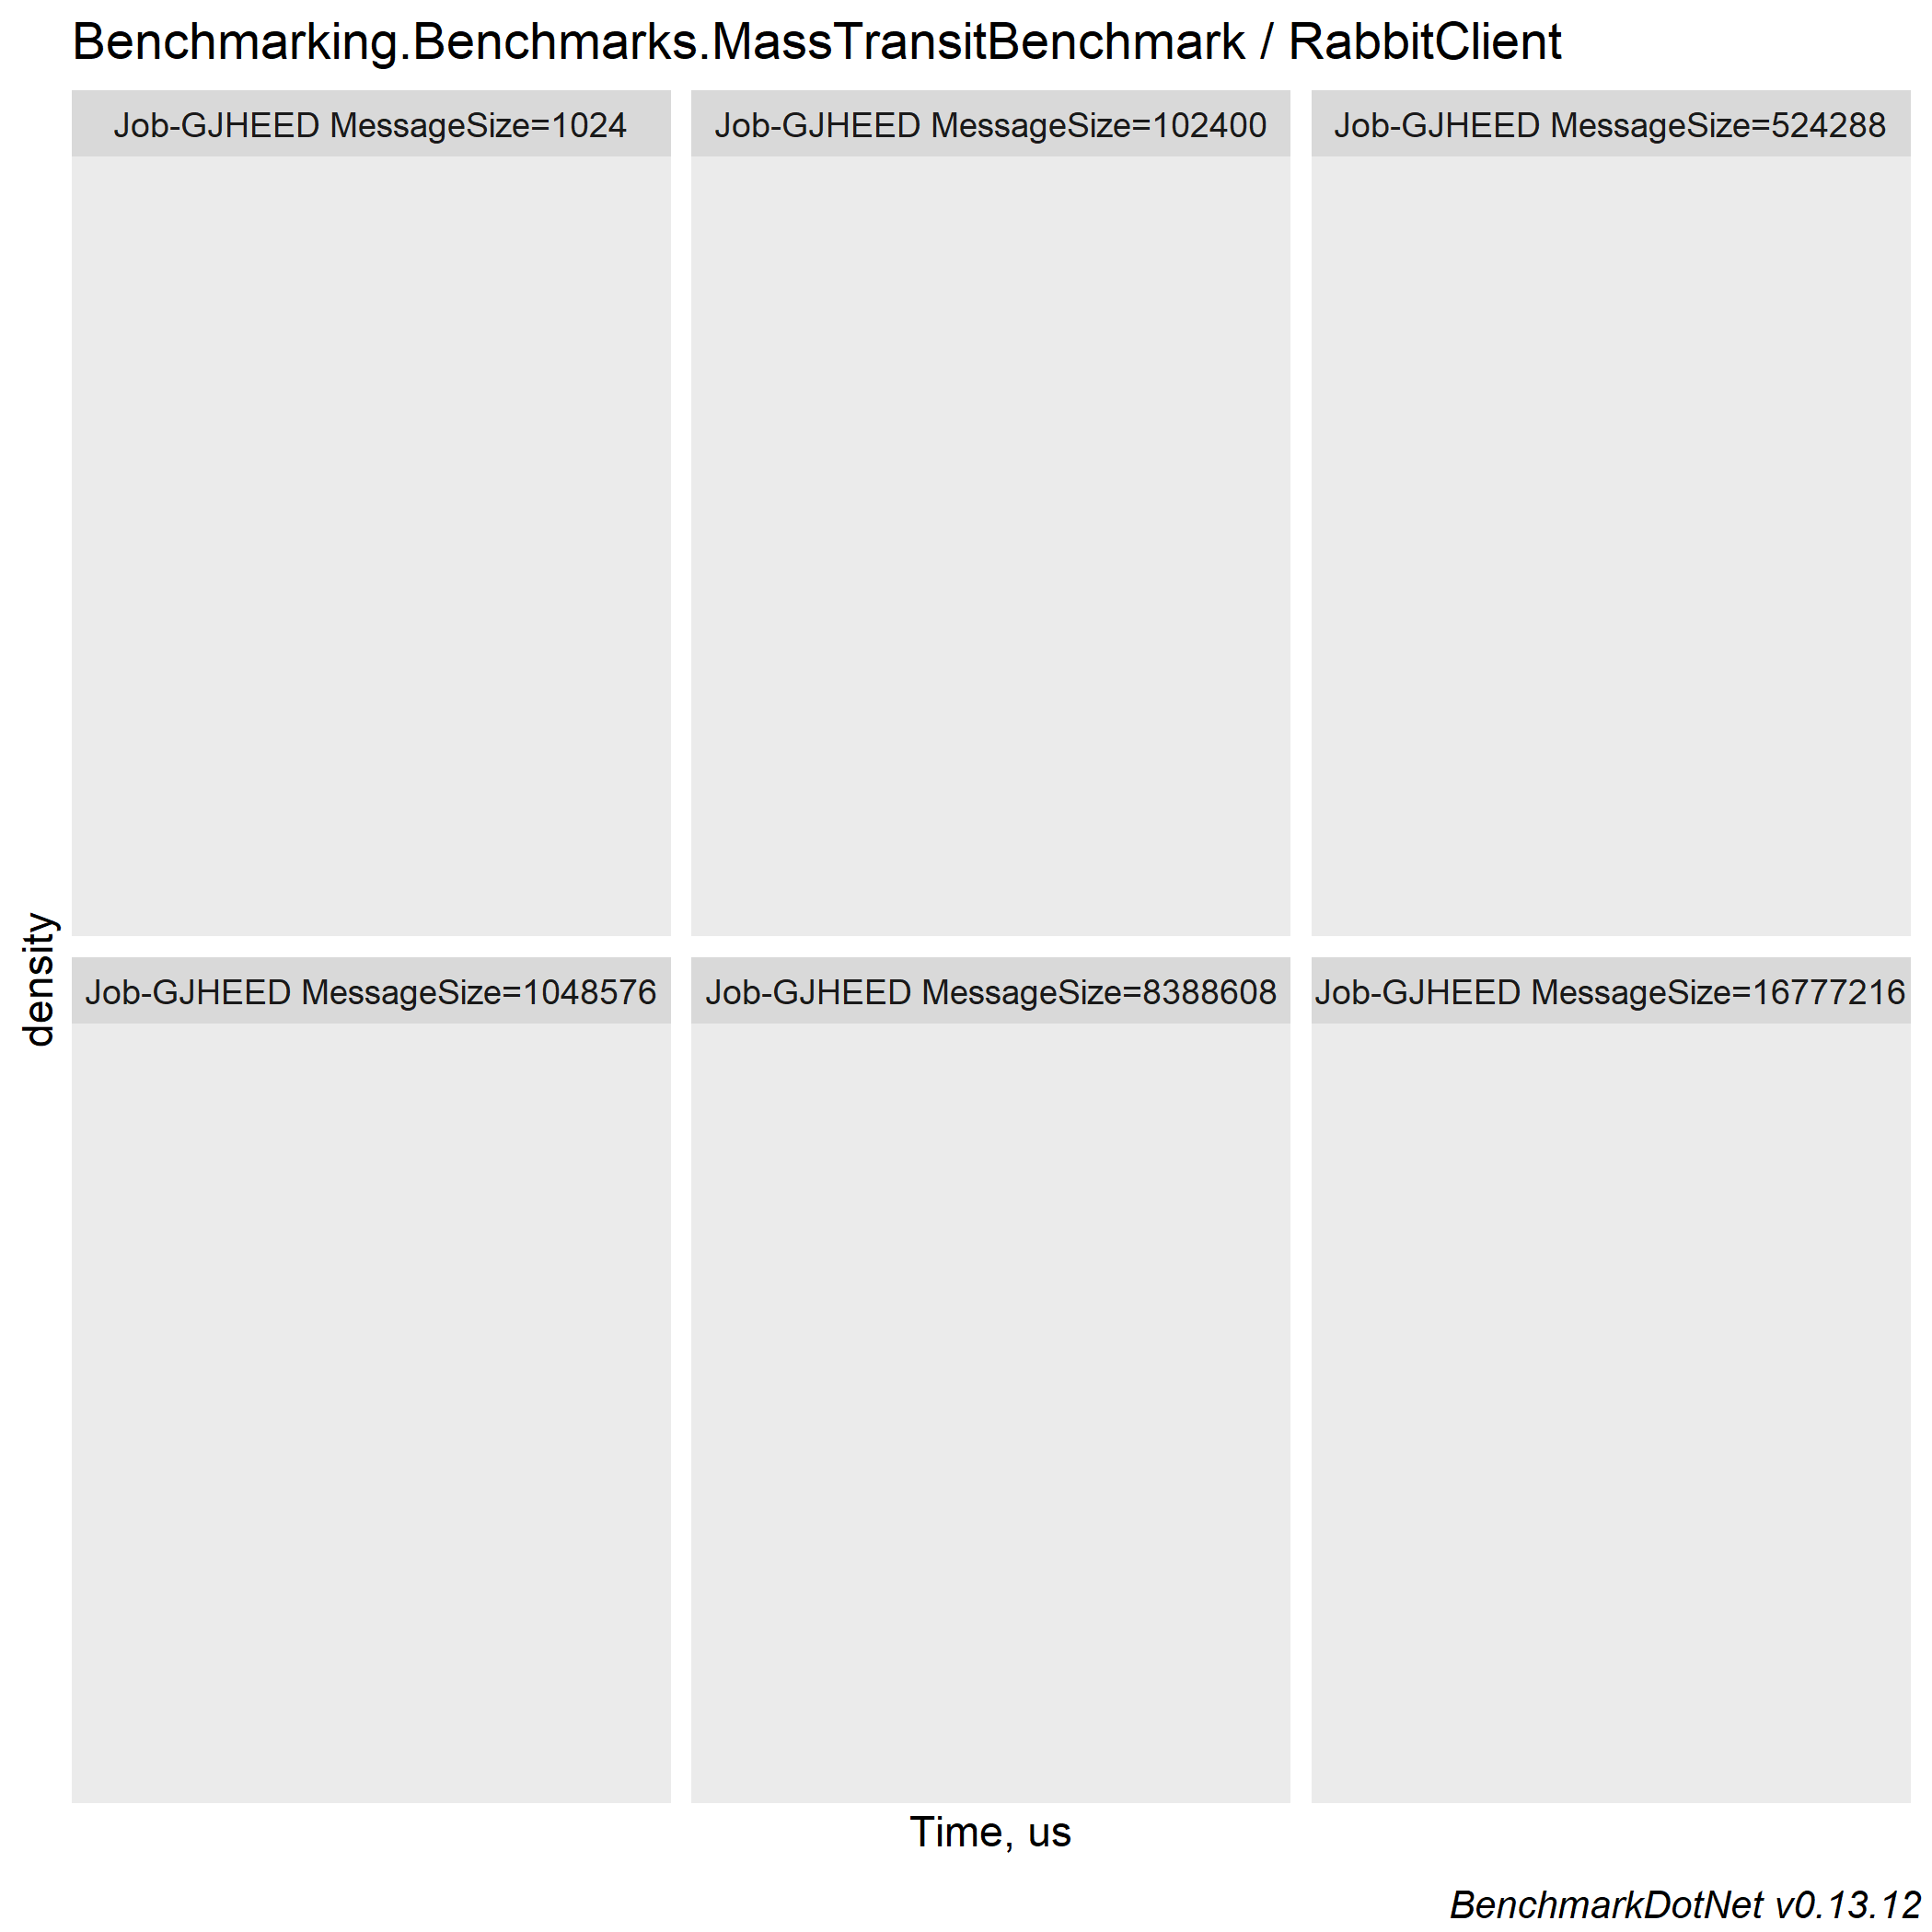 Benchmarking.Benchmarks.MassTransitBenchmark / RabbitClient
Job-GJHEED MessageSize=1024
Job-GJHEED MessageSize=102400
Job-GJHEED MessageSize=524288
density
Job-GJHEED MessageSize=1048576
Job-GJHEED MessageSize=8388608
Job-GJHEED MessageSize=16777216
Time, us
BenchmarkDotNet v0.13.12